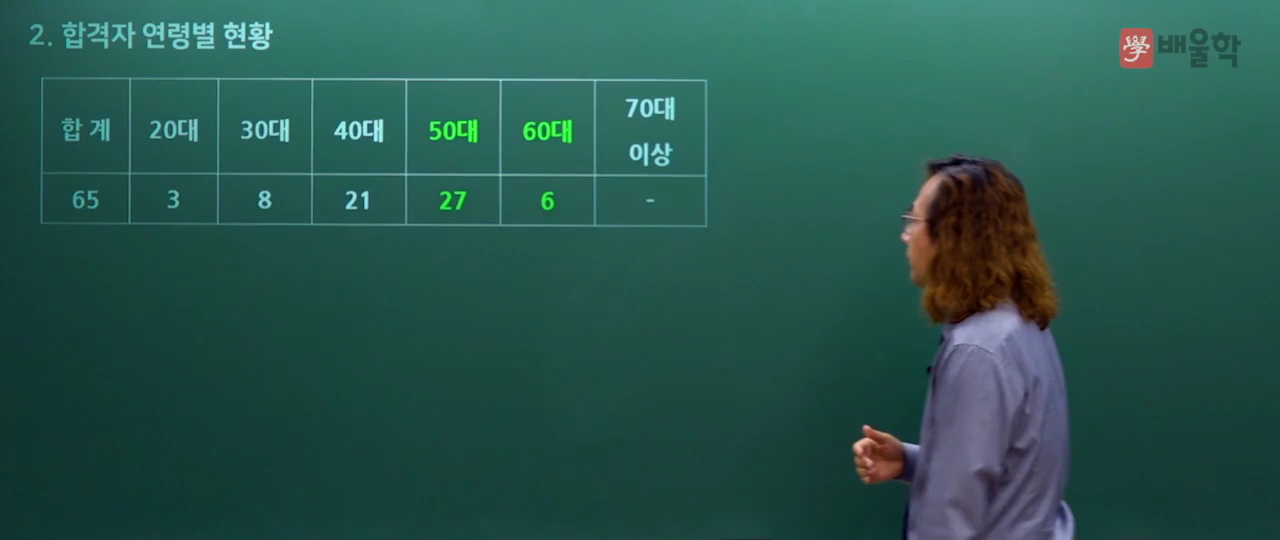 2. 합격자 연령별 현황
學 배울학
합 계 20대 30대 40대 50대 60대 70대
이상
65 3 8 21 27 6 -